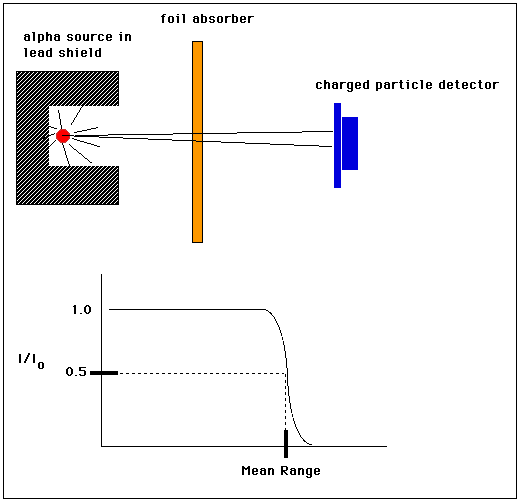 foil absorber
alpha source in
lead shield
charged particle detector
1.0
I/I0
0.5
Mean Range